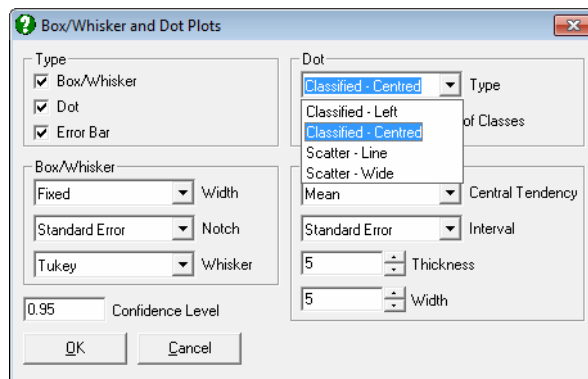 Box/Whisker and Dot Plots
Type
Box/Whisker
Dot
Error Bar
Dot
Classified - Centred
Type
Classified - Left
Classified - Centred
Scatter - Line
Scatter - Wide
of Classes
Box/Whisker
Fixed
Width
Standard Error
Notch
Tukey
Whisker
Mean
Central Tendency
Standard Error
Interval
5
Thickness
5
Width
0.95
Confidence Level
OK
Cancel